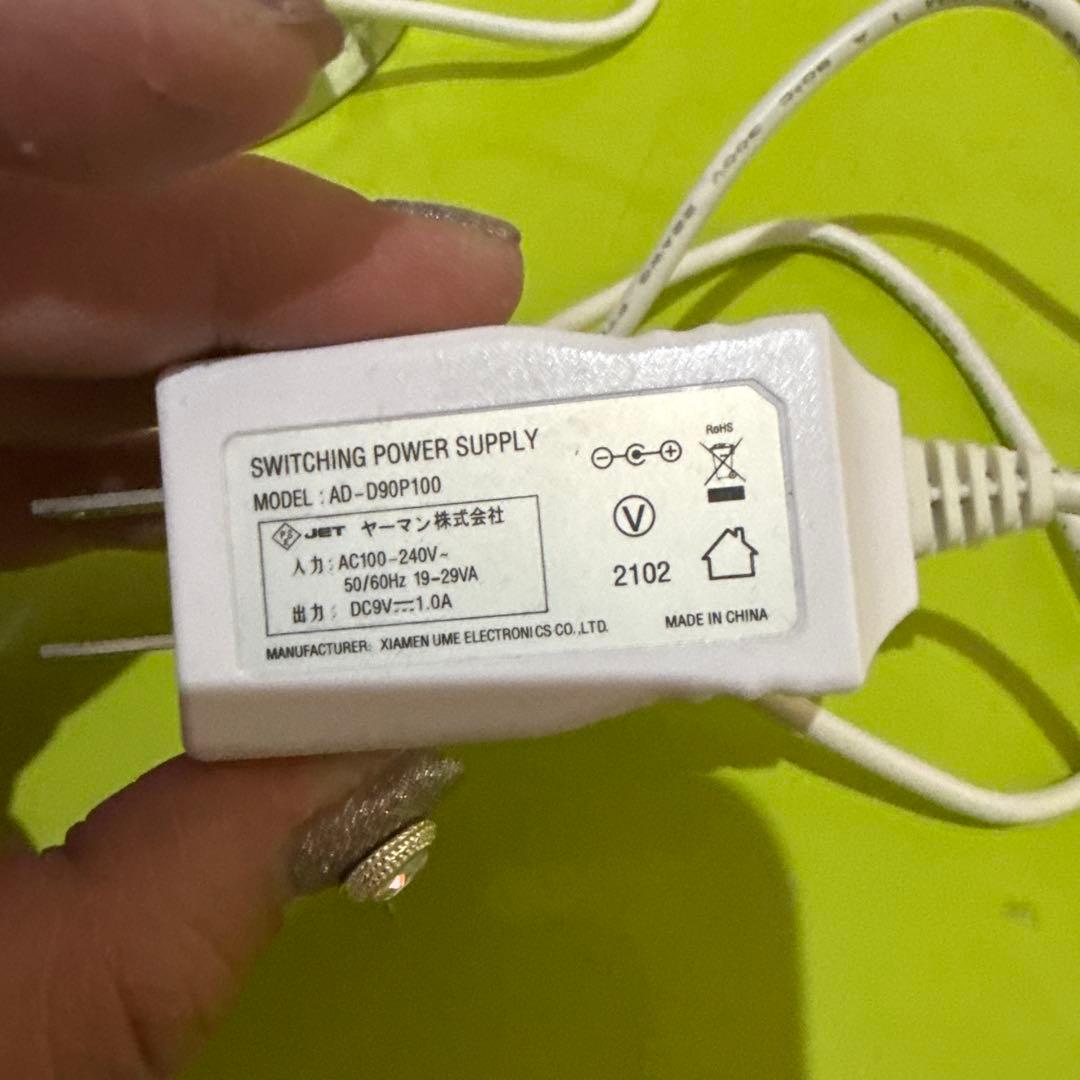 SWITCHING POWER SUPPLY
MODEL : AD-D90P100
PS E JET ヤーマン株式会社
入力 : AC100-240V~
50/60Hz 19-29VA
出力 : DC9V⎓1.0A
MANUFACTURER: XIAMEN UME ELECTRONICS CO.,LTD.
RoHS
V
2102
MADE IN CHINA
300V